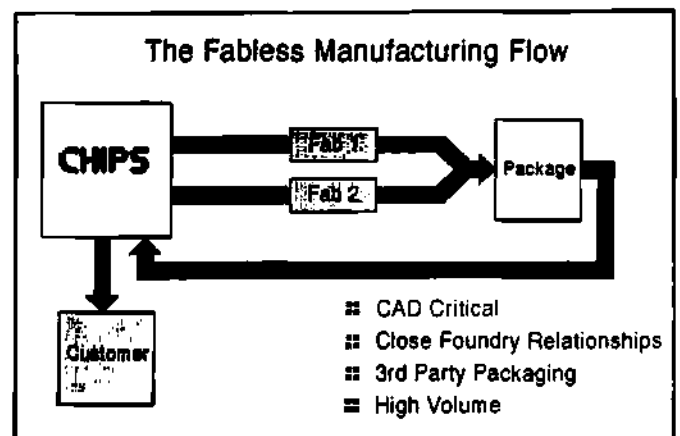 The Fabless Manufacturing Flow
CHIPS
Fab 1
Fab 2
Package
Customer
CAD Critical
Close Foundry Relationships
3rd Party Packaging
High Volume